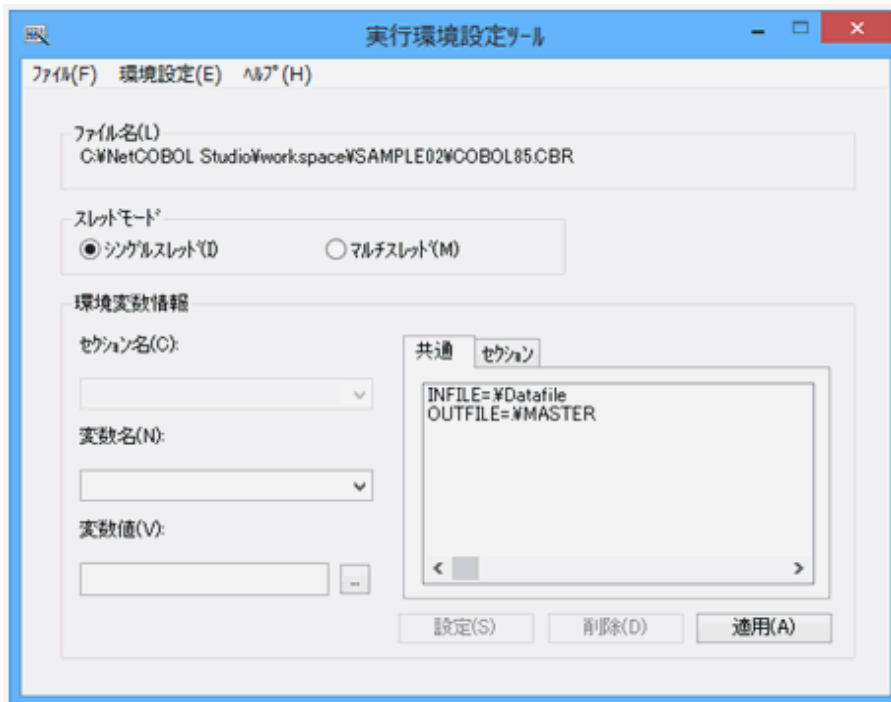 実行環境設定ﾂｰﾙ
ﾌｧｲﾙ(F) 環境設定(E) ﾍﾙﾌﾟ(H)
ﾌｧｲﾙ名(L)
C:¥NetCOBOL Studio¥workspace¥SAMPLE02¥COBOL85.CBR
ｽﾚｯﾄﾞﾓｰﾄﾞ
ｼﾝｸﾞﾙｽﾚｯﾄﾞ(I)
ﾏﾙﾁｽﾚｯﾄﾞ(M)
環境変数情報
ｾｸｼｮﾝ名(C):
共通 ｾｸｼｮﾝ
INFILE=.¥Datafile
OUTFILE=.¥MASTER
変数名(N):
変数値(V):
...
設定(S) 削除(D) 適用(A)